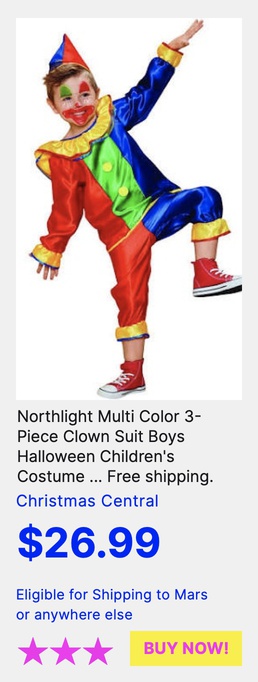 Northlight Multi Color 3-
Piece Clown Suit Boys
Halloween Children's
Costume ... Free shipping.
Christmas Central
$26.99
Eligible for Shipping to Mars
or anywhere else
BUY NOW!